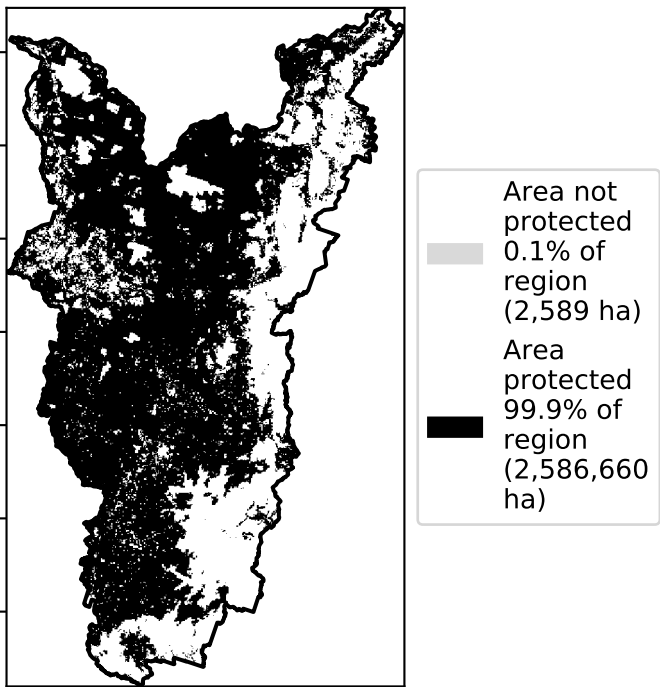 Area not
protected
0.1% of
region
(2,589 ha)
Area
protected
99.9% of
region
(2,586,660
ha)